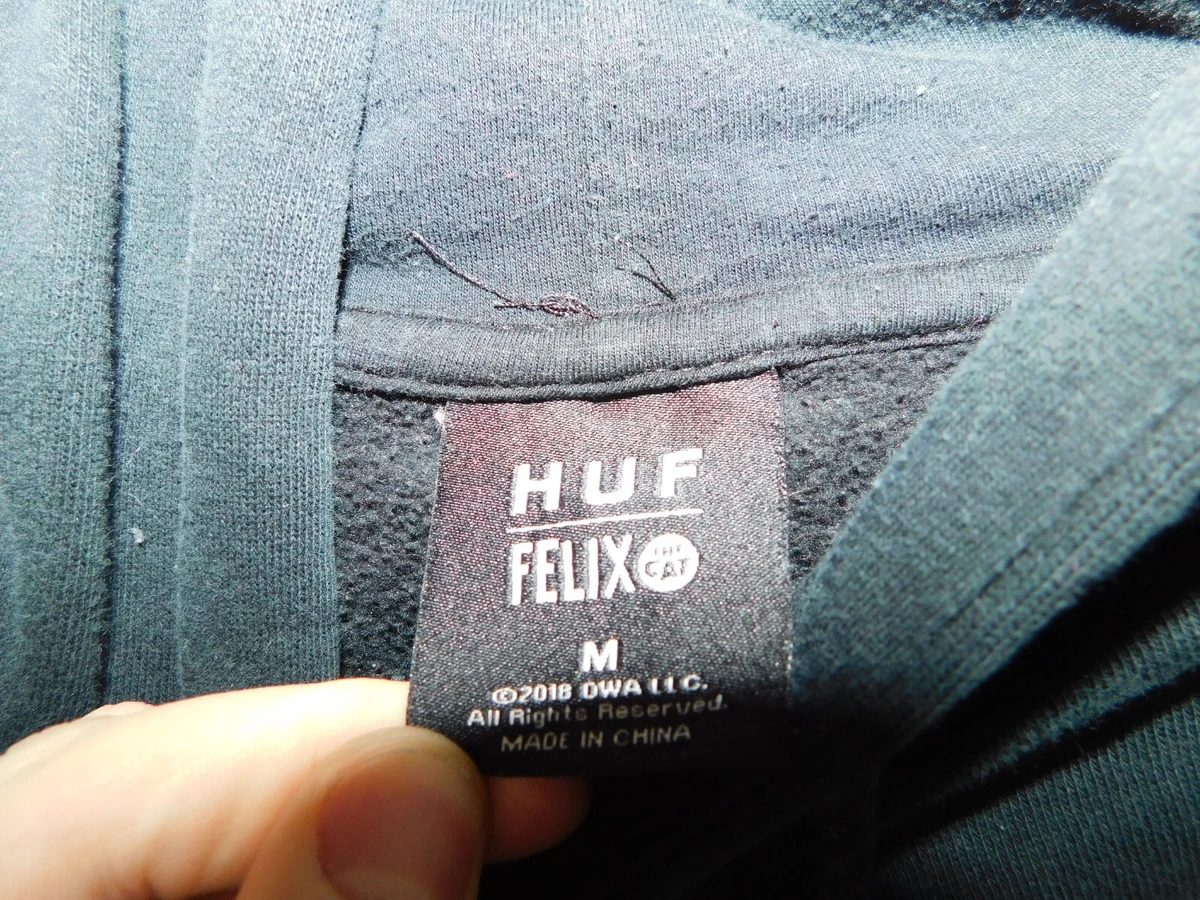 HUF
FELIX THE CAT
M
©2018 DWA LLC.
All Rights Reserved.
MADE IN CHINA